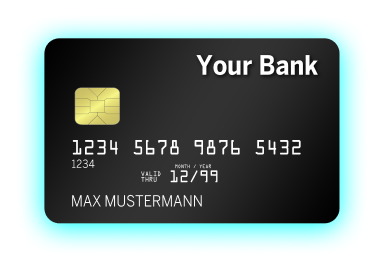 Your Bank
1234 5678 9876 5432
1234
MONTH / YEAR
VALID
THRU 12/99
MAX MUSTERMANN